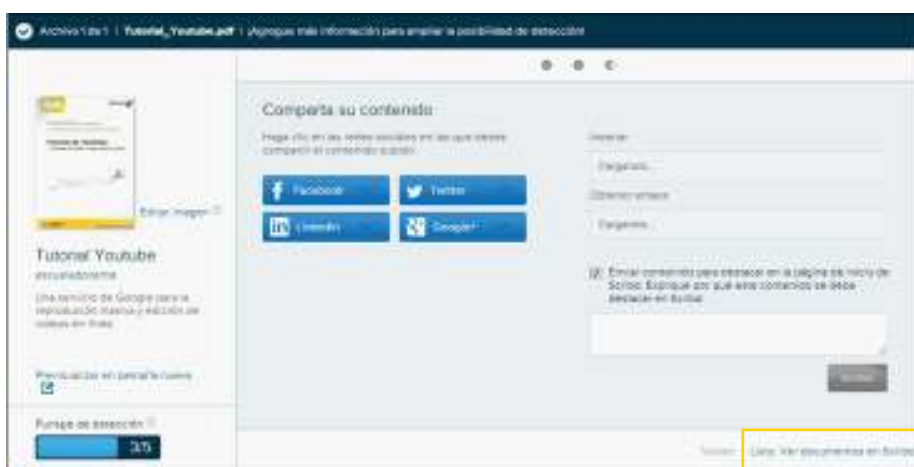 Archivo 1 de 1 | Tutorial_Youtube.pdf | ¡Agregue más información para ampliar la posibilidad de detección!
Comparta su contenido
Haga clic en las redes sociales en las que desee
compartir el contenido subido
Facebook
Twitter
LinkedIn
Google+
Insertar
Cargando...
Obtener enlace
Cargando...
Enviar contenido para destacar en la página de inicio de
Scribd. Explique por qué este contenido se debe
destacar en Scribd.
Editar imagen
Tutorial Youtube
Una servicio de Google para la
reproducción masiva y edición de
videos en línea
Previsualizar en pestaña nueva
Puntaje de detección
3/5
Listo. Ver documentos en Scribd